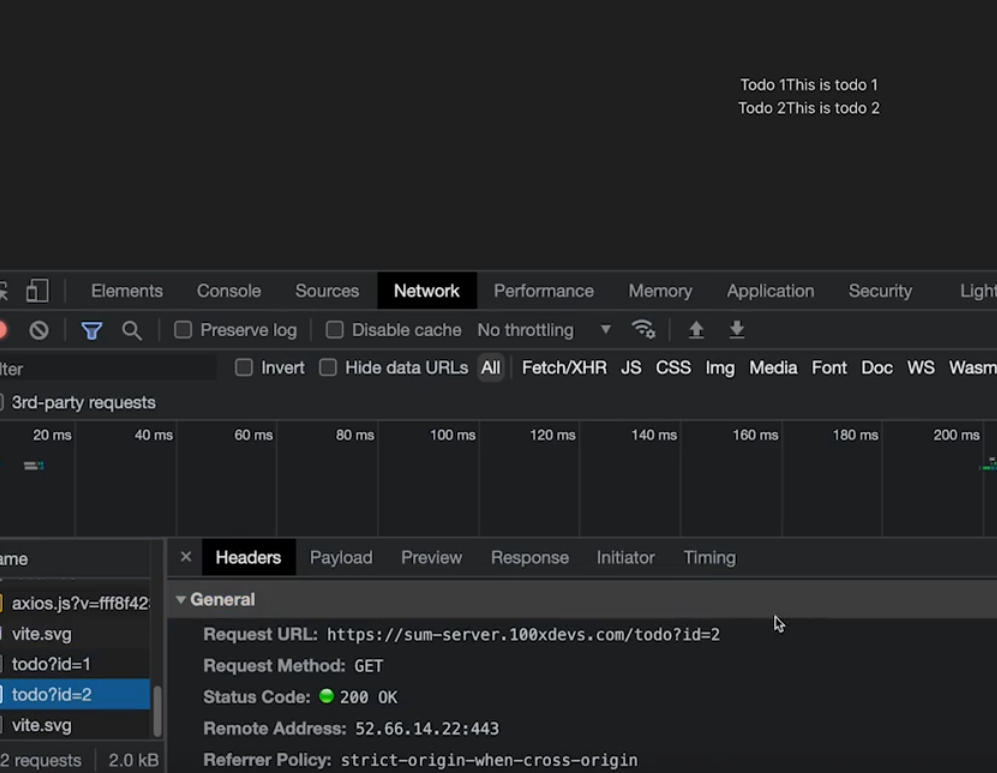 Todo 1This is todo 1
Todo 2This is todo 2
Elements Console Sources Network Performance Memory Application Security Light
Preserve log Disable cache No throttling
lter Invert Hide data URLs All Fetch/XHR JS CSS Img Media Font Doc WS Wasm
3rd-party requests
20 ms 40 ms 60 ms 80 ms 100 ms 120 ms 140 ms 160 ms 180 ms 200 ms
ame Headers Payload Preview Response Initiator Timing
General
axios.js?v=fff8f42
Request URL: https://sum-server.100xdevs.com/todo?id=2
vite.svg
todo?id=1
Request Method: GET
todo?id=2
Status Code: 200 OK
vite.svg
Remote Address: 52.66.14.22:443
2 requests 2.0 kB
Referrer Policy: strict-origin-when-cross-origin